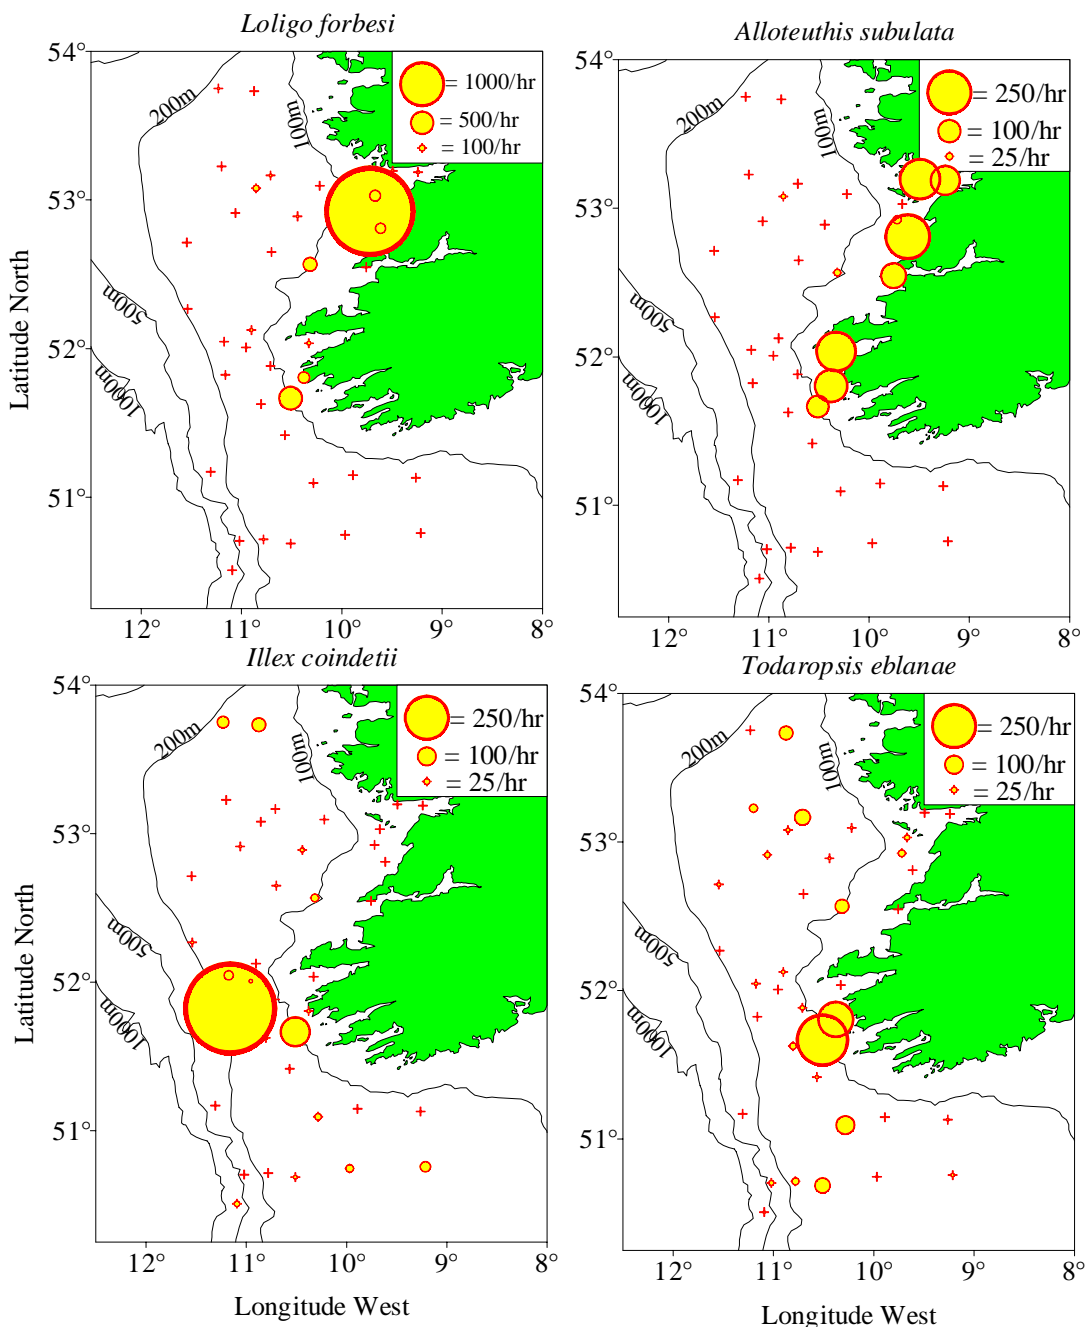 Loligo forbesi
54°
53°
52°
51°
12°
11°
10°
9°
8°
Latitude North
200m
100m
500m
1000m
= 1000/hr
= 500/hr
= 100/hr
Alloteuthis subulata
54°
53°
52°
51°
12°
11°
10°
9°
8°
200m
100m
500m
1000m
= 250/hr
= 100/hr
= 25/hr
Illex coindetii
54°
53°
52°
51°
12°
11°
10°
9°
8°
Latitude North
Longitude West
200m
100m
500m
1000m
= 250/hr
= 100/hr
= 25/hr
Todaropsis eblanae
54°
53°
52°
51°
12°
11°
10°
9°
8°
Longitude West
200m
100m
500m
1000m
= 250/hr
= 100/hr
= 25/hr